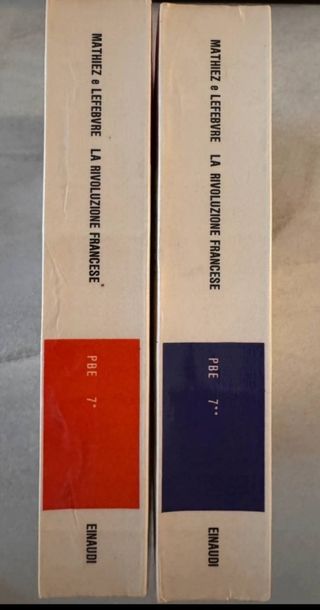 MATHIEZ e LEFEBVRE LA RIVOLUZIONE FRANCESE*
PBE 7*
EINAUDI
MATHIEZ e LEFEBVRE LA RIVOLUZIONE FRANCESE
PBE 7**
EINAUDI